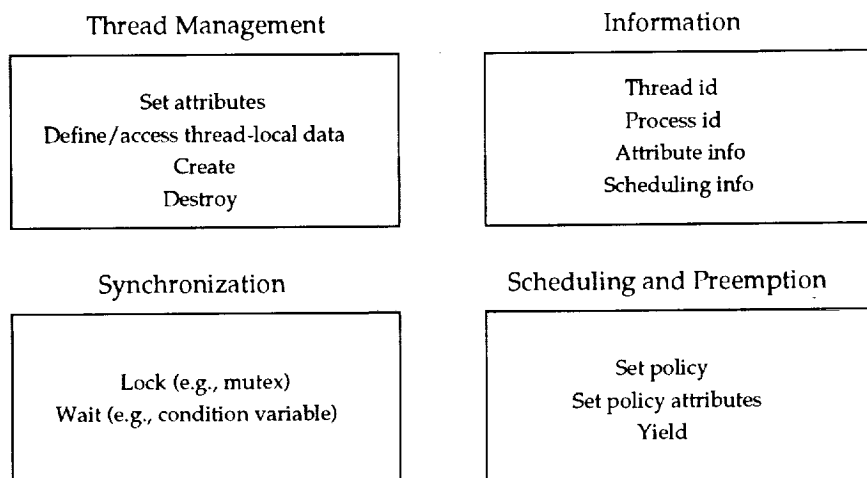 Thread Management
Set attributes
Define/access thread-local data
Create
Destroy
Information
Thread id
Process id
Attribute info
Scheduling info
Synchronization
Lock (e.g., mutex)
Wait (e.g., condition variable)
Scheduling and Preemption
Set policy
Set policy attributes
Yield